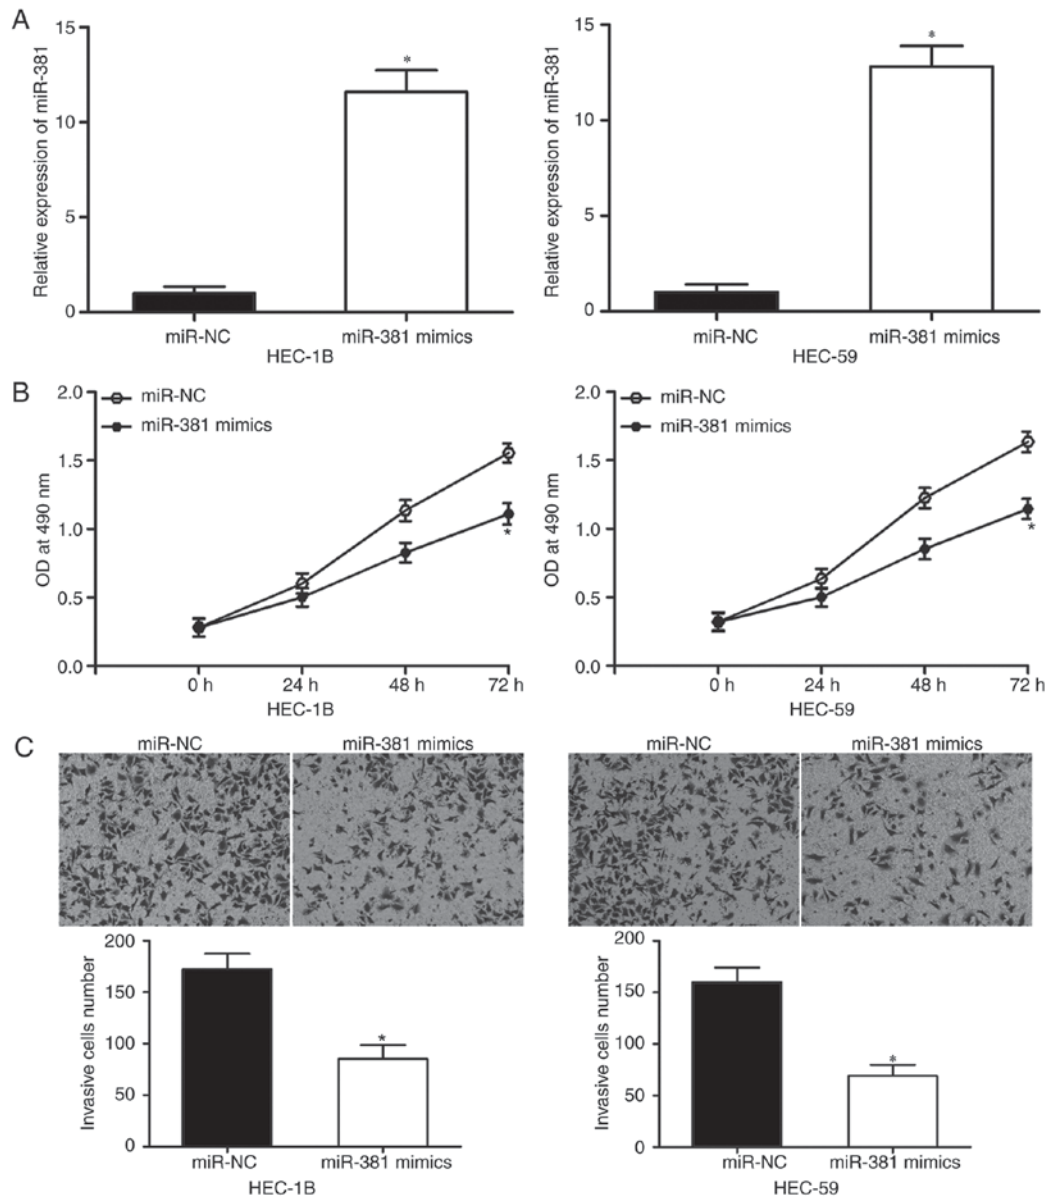 A
Relative expression of miR-381
15
10
5
0
*
miR-NC
miR-381 mimics
HEC-1B
Relative expression of miR-381
15
10
5
0
*
miR-NC
miR-381 mimics
HEC-59
B
OD at 490 nm
2.0
1.5
1.0
0.5
0.0
miR-NC
miR-381 mimics
*
0 h
24 h
48 h
72 h
HEC-1B
OD at 490 nm
2.0
1.5
1.0
0.5
0.0
miR-NC
miR-381 mimics
*
0 h
24 h
48 h
72 h
HEC-59
C
miR-NC
miR-381 mimics
miR-NC
miR-381 mimics
Invasive cells number
200
150
100
50
0
*
miR-NC
miR-381 mimics
HEC-1B
Invasive cells number
200
150
100
50
0
*
miR-NC
miR-381 mimics
HEC-59